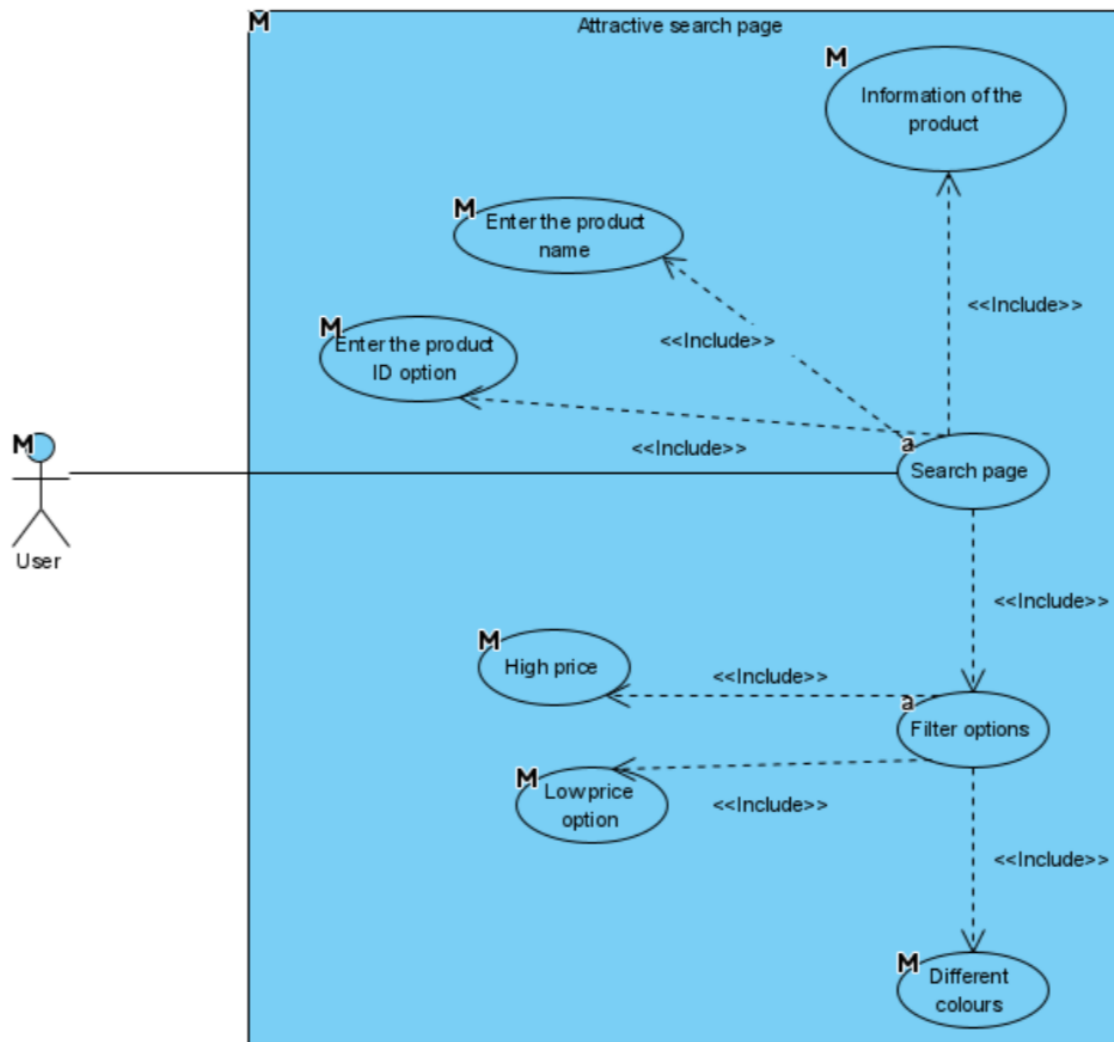 M
Attractive search page
M
Information of the
product
M
Enter the product
name
<<Include>>
M
Enter the product
ID option
<<Include>>
<<Include>>
a
Search page
M
User
<<Include>>
M
High price
<<Include>>
a
Filter options
M
Low price
option
<<Include>>
<<Include>>
M
Different
colours